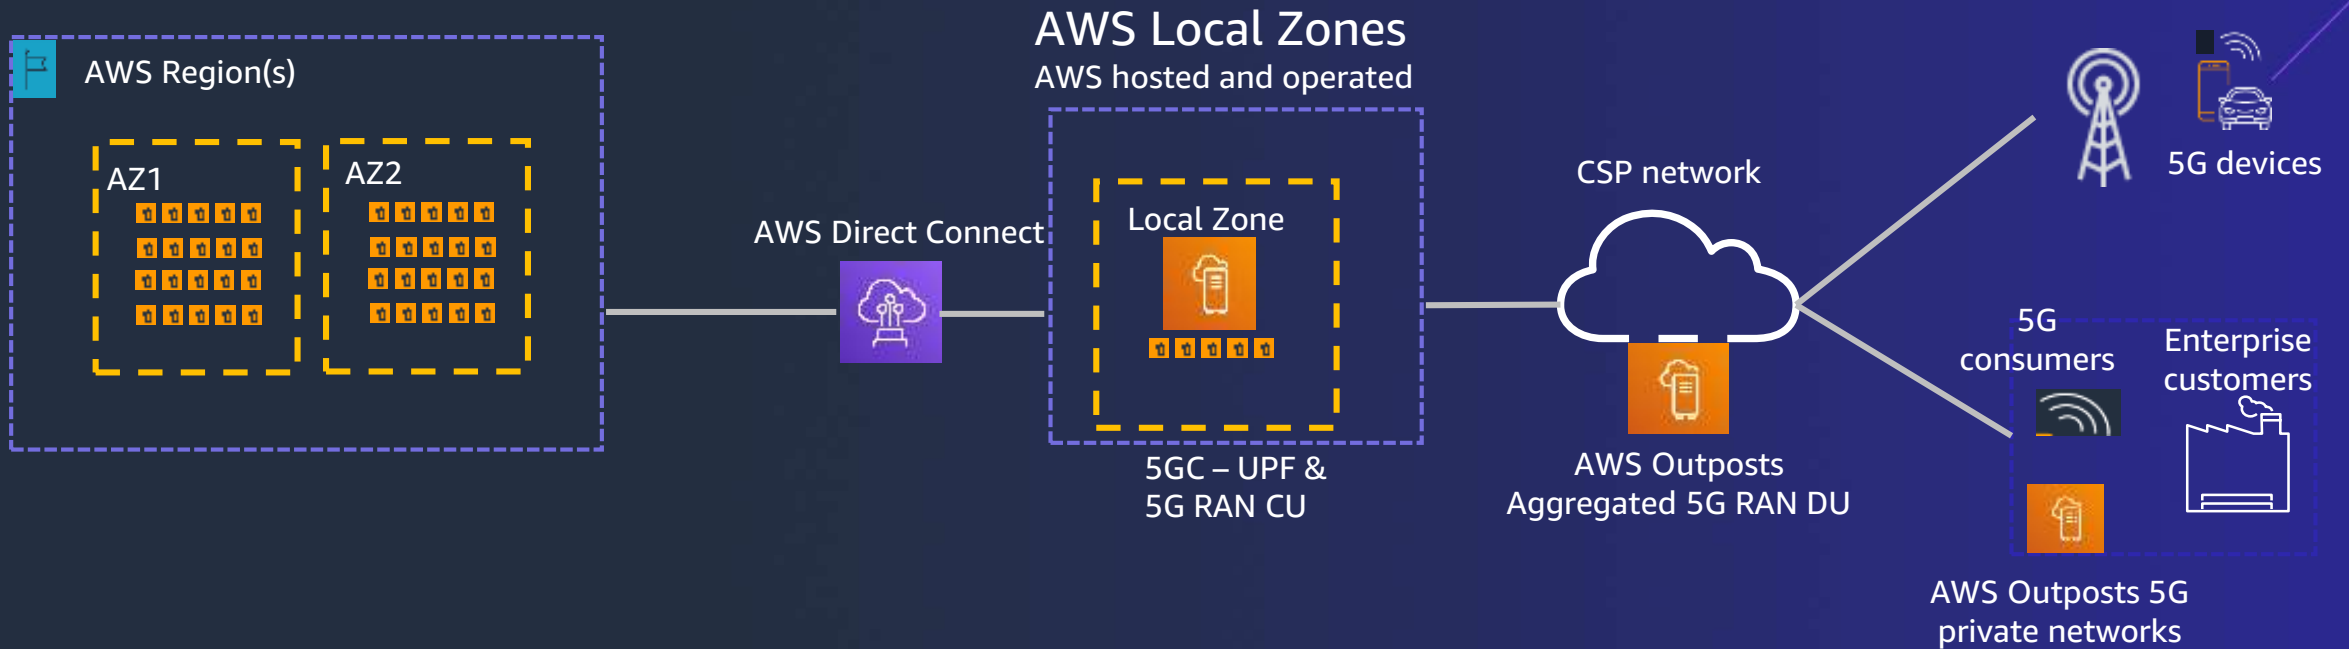 AWS Region(s)
AZ1
AZ2
AWS Direct Connect
AWS Local Zones
AWS hosted and operated
Local Zone
5GC – UPF &
5G RAN CU
CSP network
AWS Outposts
Aggregated 5G RAN DU
5G devices
5G
consumers
Enterprise
customers
AWS Outposts 5G
private networks